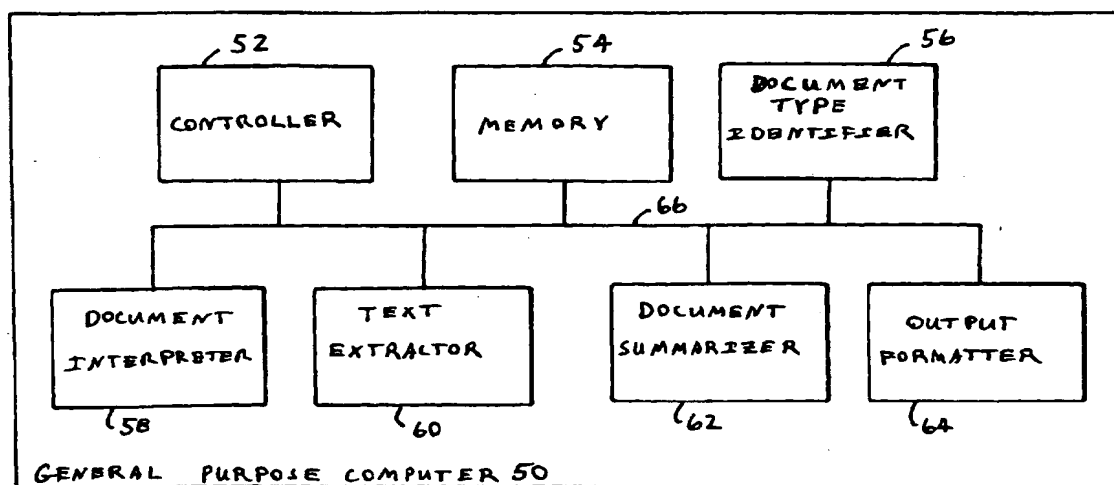 52
54
56
CONTROLLER
MEMORY
DOCUMENT
TYPE
IDENTIFIER
66
DOCUMENT
INTERPRETER
TEXT
EXTRACTOR
DOCUMENT
SUMMARIZER
OUTPUT
FORMATTER
58
60
62
64
GENERAL PURPOSE COMPUTER 50